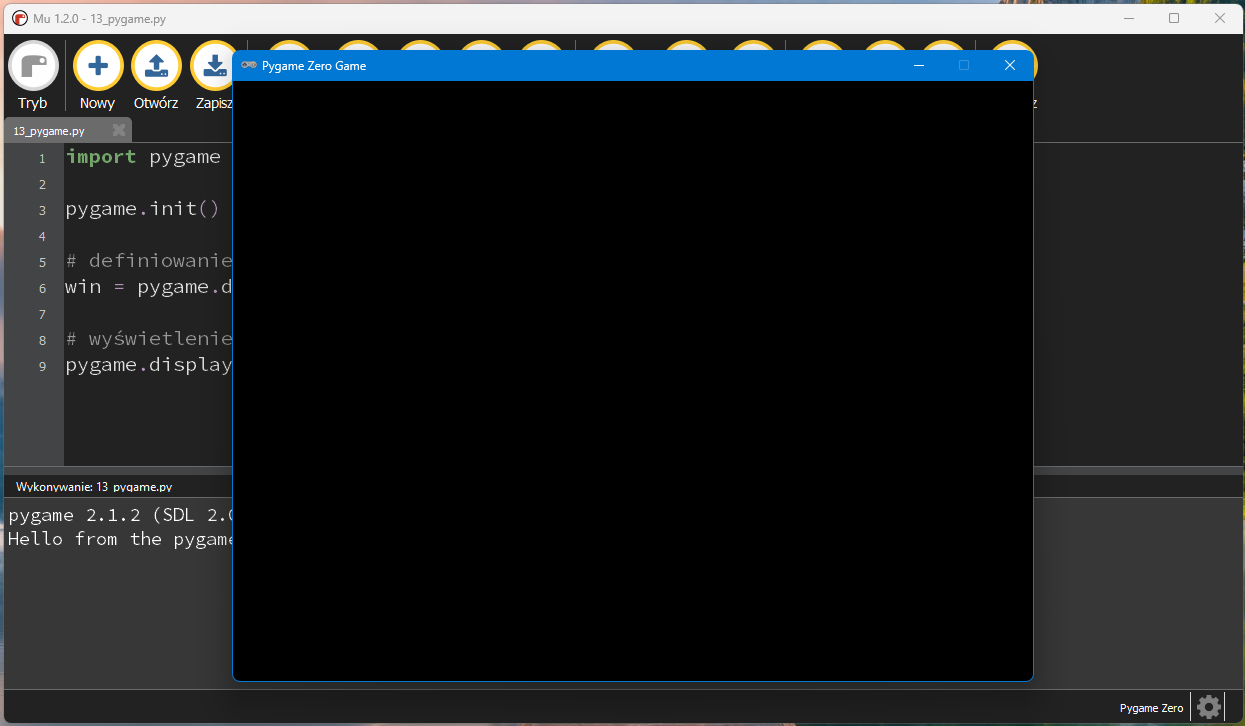 Mu 1.2.0 - 13_pygame.py
Pygame Zero Game
Tryb
Nowy
Otwórz
Zapisz
13_pygame.py
1 import pygame
2
3 pygame.init()
4
5 # definiowanie
6 win = pygame.d
7
8 # wyświetlenie
9 pygame.display
Wykonywanie: 13_pygame.py
pygame 2.1.2 (SDL 2.
Hello from the pygame
Pygame Zero